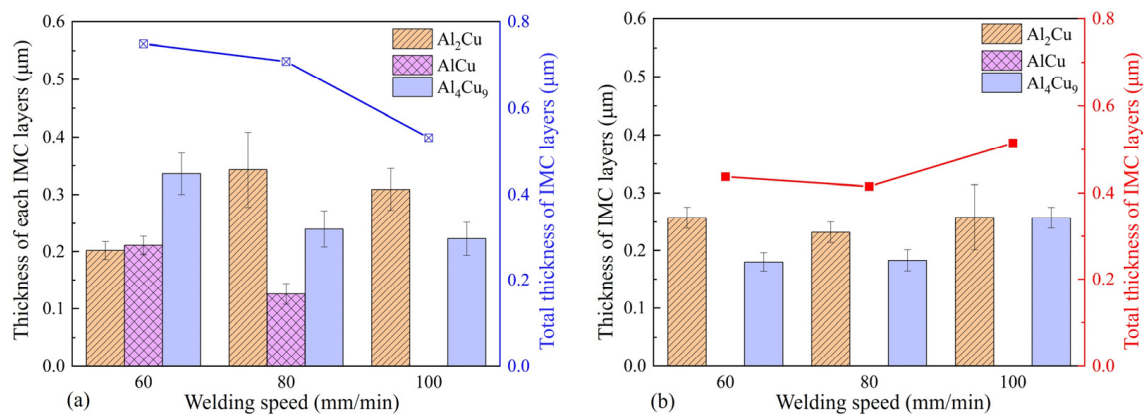 Thickness of each IMC layers (μm)
0.6
0.5
0.4
0.3
0.2
0.1
0.0
Al₂Cu
AlCu
Al₄Cu₉
0.8
0.6
0.4
0.2
0.0
Total thickness of IMC layers (μm)
60
80
100
(a)
Welding speed (mm/min)
Thickness of IMC layers (μm)
0.6
0.5
0.4
0.3
0.2
0.1
0.0
Al₂Cu
AlCu
Al₄Cu₉
0.8
0.6
0.4
0.2
0.0
Total thickness of IMC layers (μm)
60
80
100
(b)
Welding speed (mm/min)